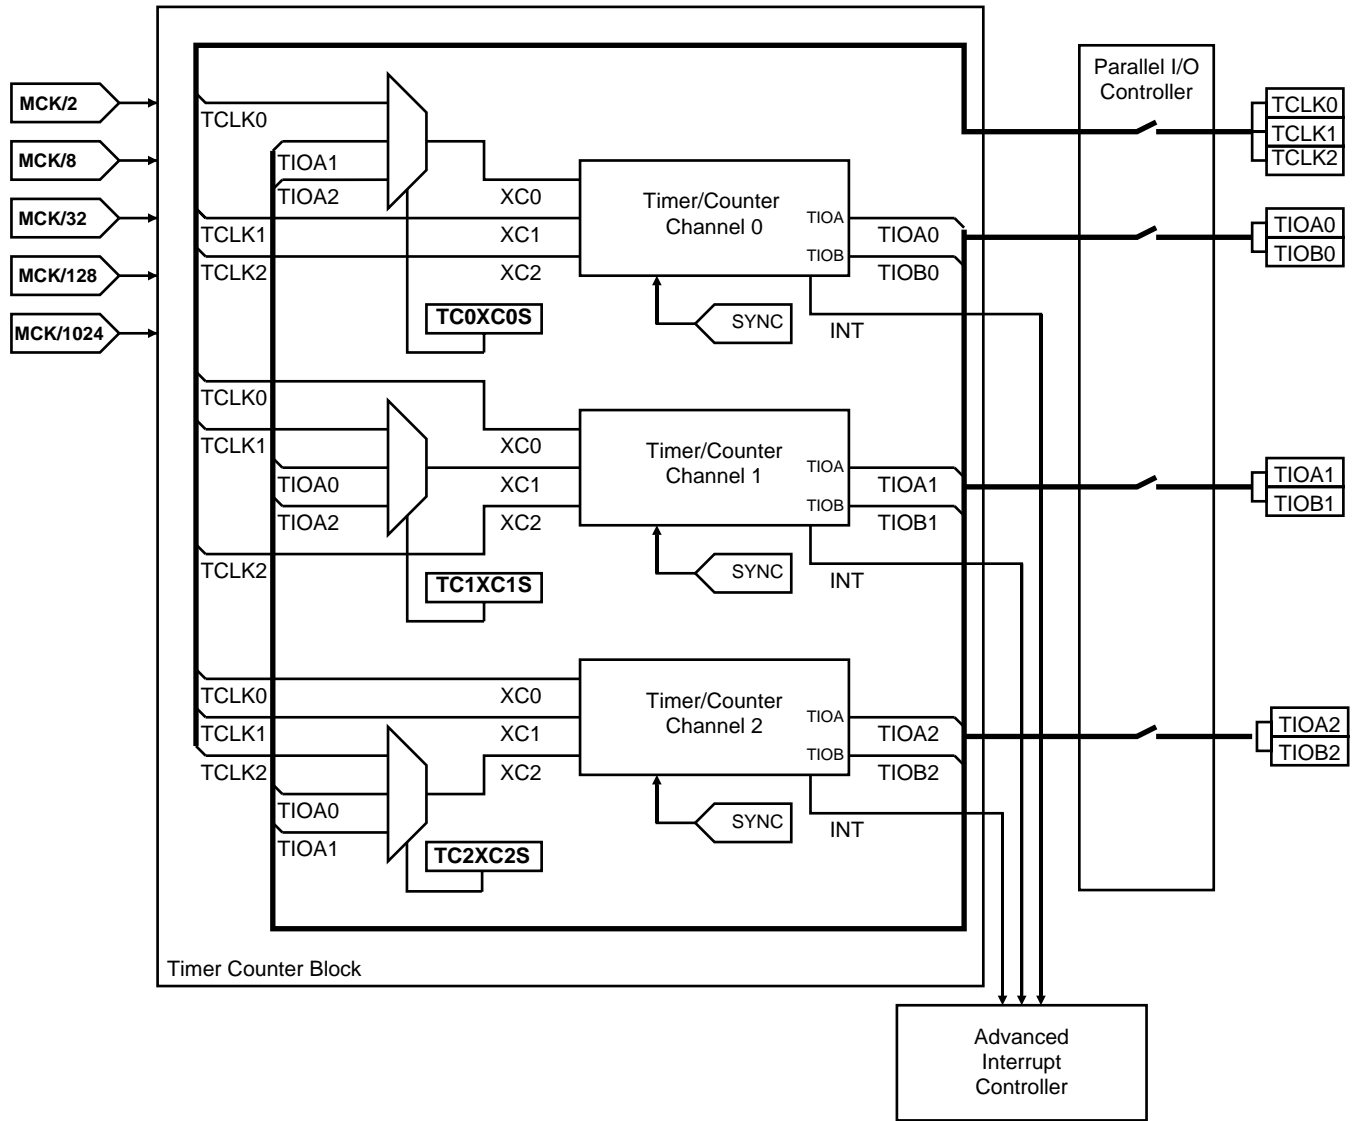 Parallel I/O
Controller
MCK/2
MCK/8
MCK/32
MCK/128
MCK/1024
TCLK0
TIOA1
TIOA2
TCLK1
TCLK2
XC0
XC1
XC2
Timer/Counter
Channel 0
TIOA
TIOB
TIOA0
TIOB0
TC0XC0S
SYNC
INT
TCLK0
TCLK1
TIOA0
TIOA2
TCLK2
XC0
XC1
XC2
Timer/Counter
Channel 1
TIOA
TIOB
TIOA1
TIOB1
TC1XC1S
SYNC
INT
TCLK0
TCLK1
TCLK2
TIOA0
TIOA1
XC0
XC1
XC2
Timer/Counter
Channel 2
TIOA
TIOB
TIOA2
TIOB2
TC2XC2S
SYNC
INT
TCLK0
TCLK1
TCLK2
TIOA0
TIOB0
TIOA1
TIOB1
TIOA2
TIOB2
Timer Counter Block
Advanced
Interrupt
Controller